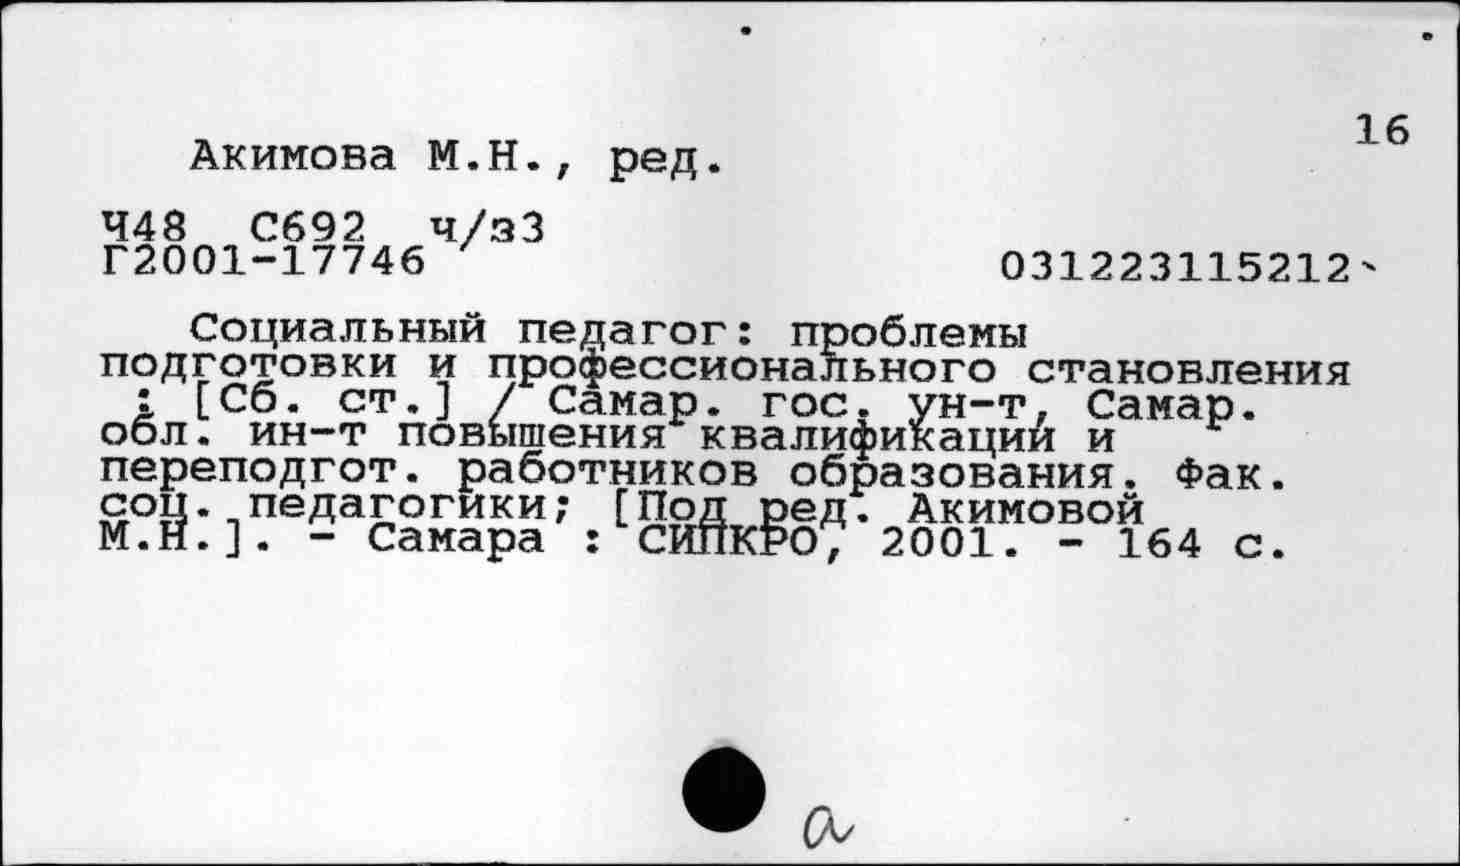 16
Акимова М.Н., ред.
Ч48 С692 ч/з3
Г2001-17746
031223115212
Социальный педагог: проблемы
подготовки и профессионального становления
: [Сб. ст.] / Самар. гос. ун-т, Самар.
обл. ин-т повышения квалификации и
переподгот. работников образования. Фак.
соц. педагогики; [Под ред. Акимовой
М.Н.]. - Самара : СИПКРО, 2001. - 164 с.
а